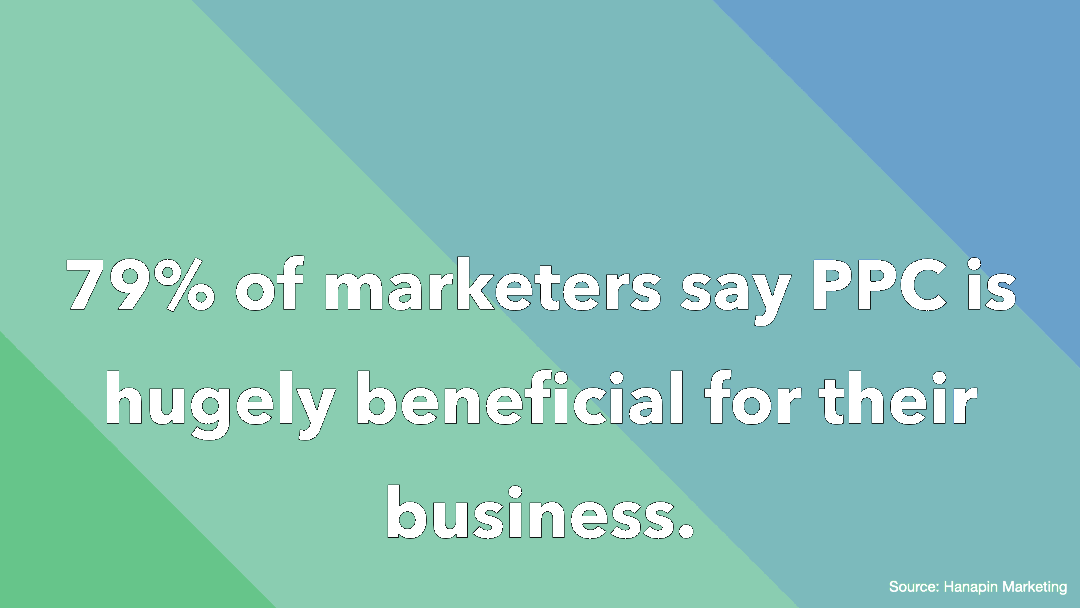 79% of marketers say PPC is
hugely beneficial for their
business.
Source: Hanapin Marketing